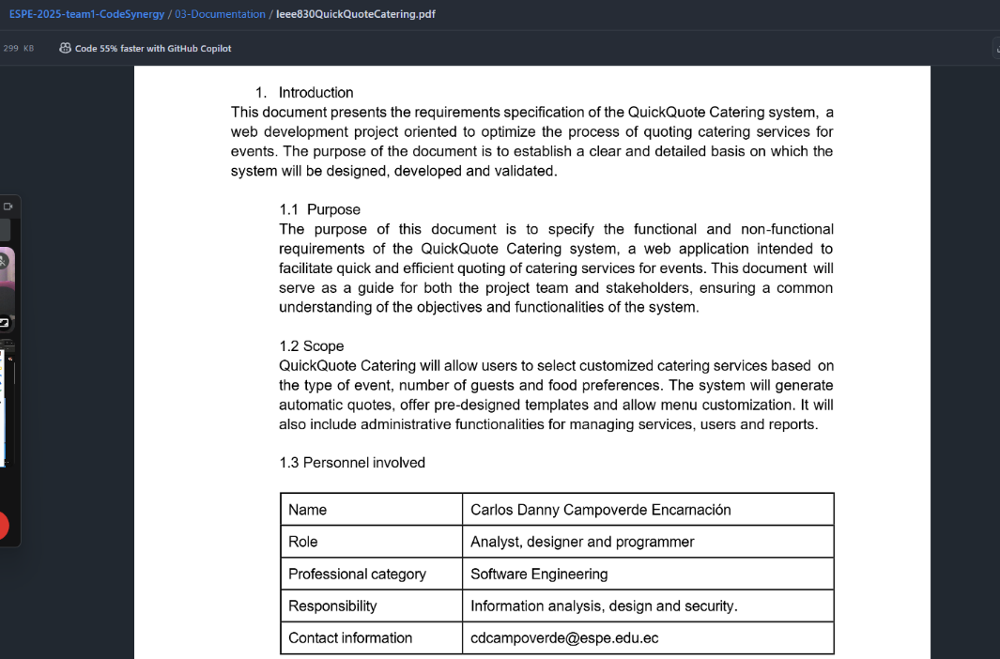 ESPE-2025-team1-CodeSynergy / 03-Documentation / Ieee830QuickQuoteCatering.pdf
299 KB Code 55% faster with GitHub Copilot
1. Introduction
This document presents the requirements specification of the QuickQuote Catering system, a
web development project oriented to optimize the process of quoting catering services for
events. The purpose of the document is to establish a clear and detailed basis on which the
system will be designed, developed and validated.
1.1 Purpose
The purpose of this document is to specify the functional and non-functional
requirements of the QuickQuote Catering system, a web application intended to
facilitate quick and efficient quoting of catering services for events. This document will
serve as a guide for both the project team and stakeholders, ensuring a common
understanding of the objectives and functionalities of the system.
1.2 Scope
QuickQuote Catering will allow users to select customized catering services based on
the type of event, number of guests and food preferences. The system will generate
automatic quotes, offer pre-designed templates and allow menu customization. It will
also include administrative functionalities for managing services, users and reports.
1.3 Personnel involved
Name Carlos Danny Campoverde Encarnación
Role Analyst, designer and programmer
Professional category Software Engineering
Responsibility Information analysis, design and security.
Contact information cdcampoverde@espe.edu.ec